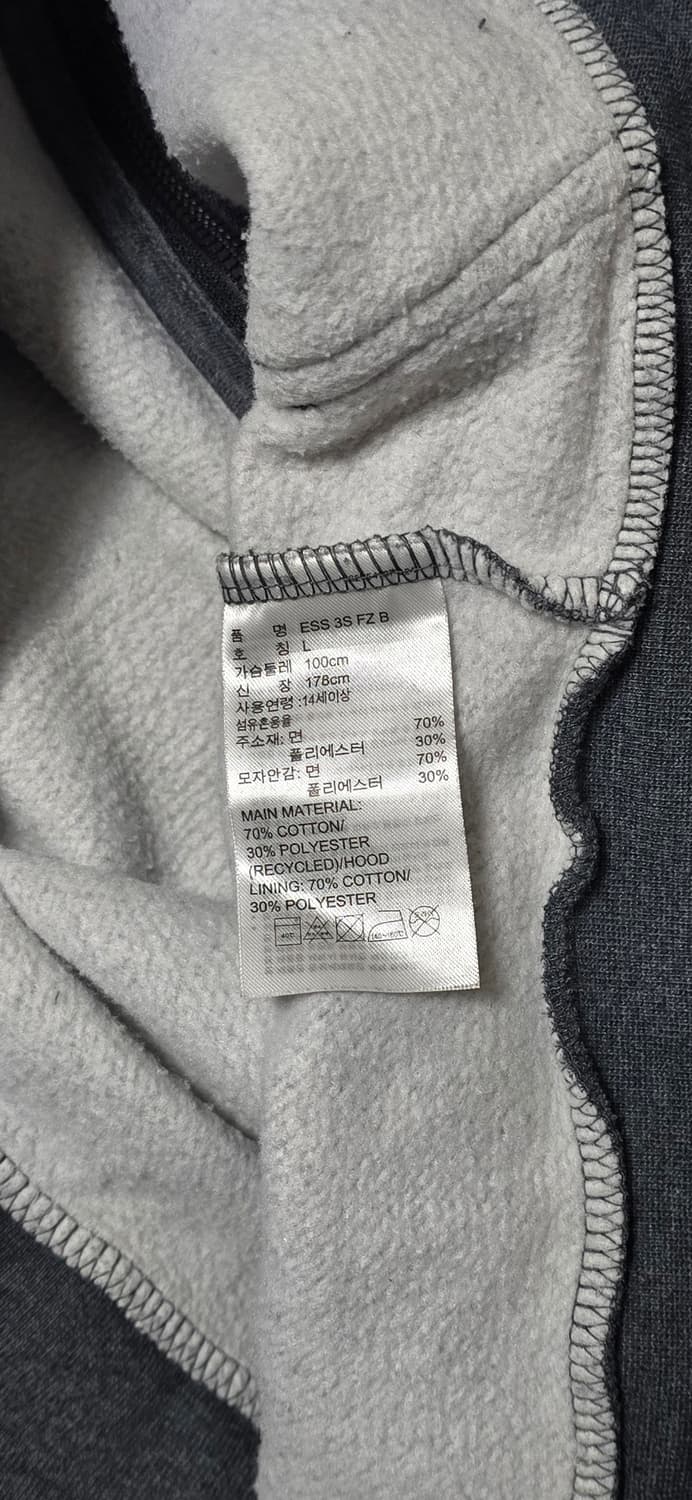 품 명 ESS 3S FZ B
호 칭 L
가슴둘레 100cm
신 장 178cm
사용연령 :14세이상
섬유혼용율
주소재: 면 70%
폴리에스터 30%
모자안감: 면 70%
폴리에스터 30%
MAIN MATERIAL:
70% COTTON/
30% POLYESTER
(RECYCLED)/HOOD
LINING: 70% COTTON/
30% POLYESTER